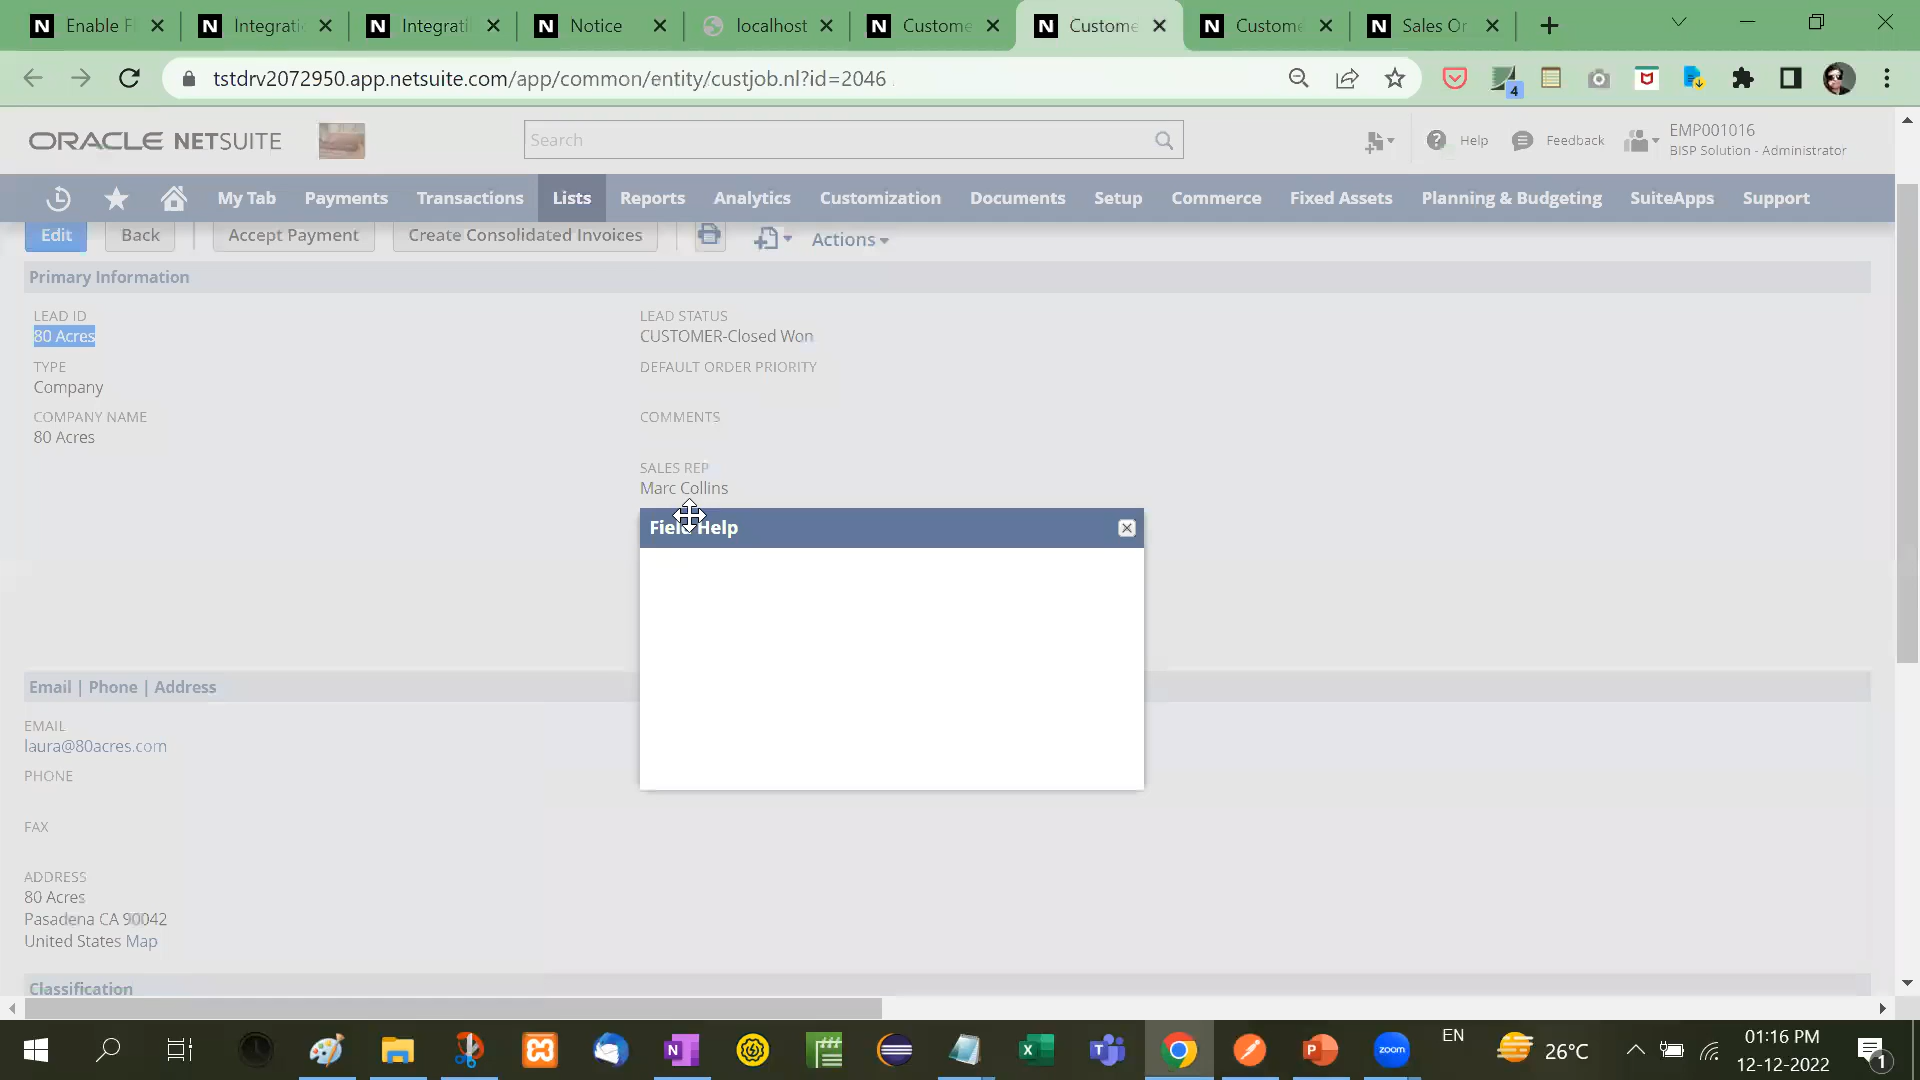 Enable F
Integrati
Integrati
Notice
localhost
Custome
Custome
Custome
Sales Or
tstdrv2072950.app.netsuite.com/app/common/entity/custjob.nl?id=2046
4
ORACLE NETSUITE
Search
Help
Feedback
EMP001016
BISP Solution - Administrator
My Tab
Payments
Transactions
Lists
Reports
Analytics
Customization
Documents
Setup
Commerce
Fixed Assets
Planning & Budgeting
SuiteApps
Support
Edit
Back
Accept Payment
Create Consolidated Invoices
Actions
Primary Information
LEAD ID
80 Acres
TYPE
Company
COMPANY NAME
80 Acres
LEAD STATUS
CUSTOMER-Closed Won
DEFAULT ORDER PRIORITY
COMMENTS
SALES REP
Marc Collins
Field Help
Email | Phone | Address
EMAIL
laura@80acres.com
PHONE
FAX
ADDRESS
80 Acres
Pasadena CA 90042
United States Map
Classification
zoom
EN
26°C
01:16 PM
12-12-2022
1